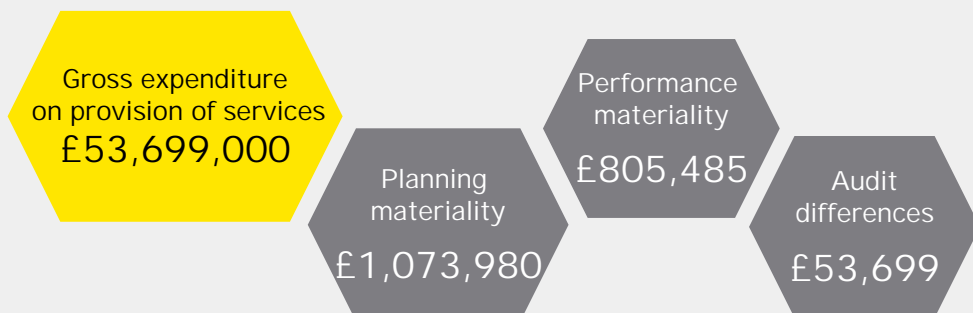 Gross expenditure
on provision of services
£53,699,000
Planning
materiality
£1,073,980
Performance
materiality
£805,485
Audit
differences
£53,699